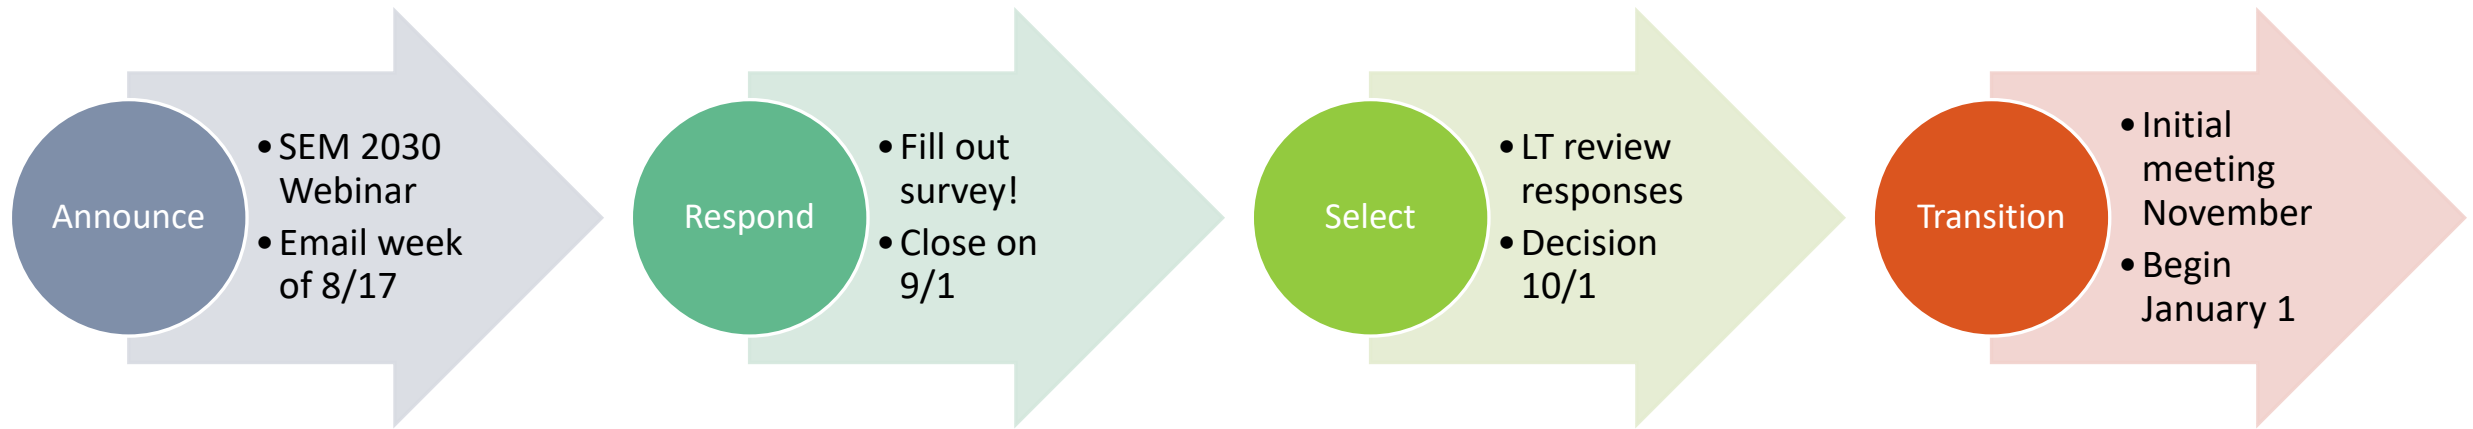 Announce
• SEM 2030
Webinar
• Email week
of 8/17
Respond
• Fill out
survey!
• Close on
9/1
Select
• LT review
responses
• Decision
10/1
Transition
• Initial
meeting
November
• Begin
January 1